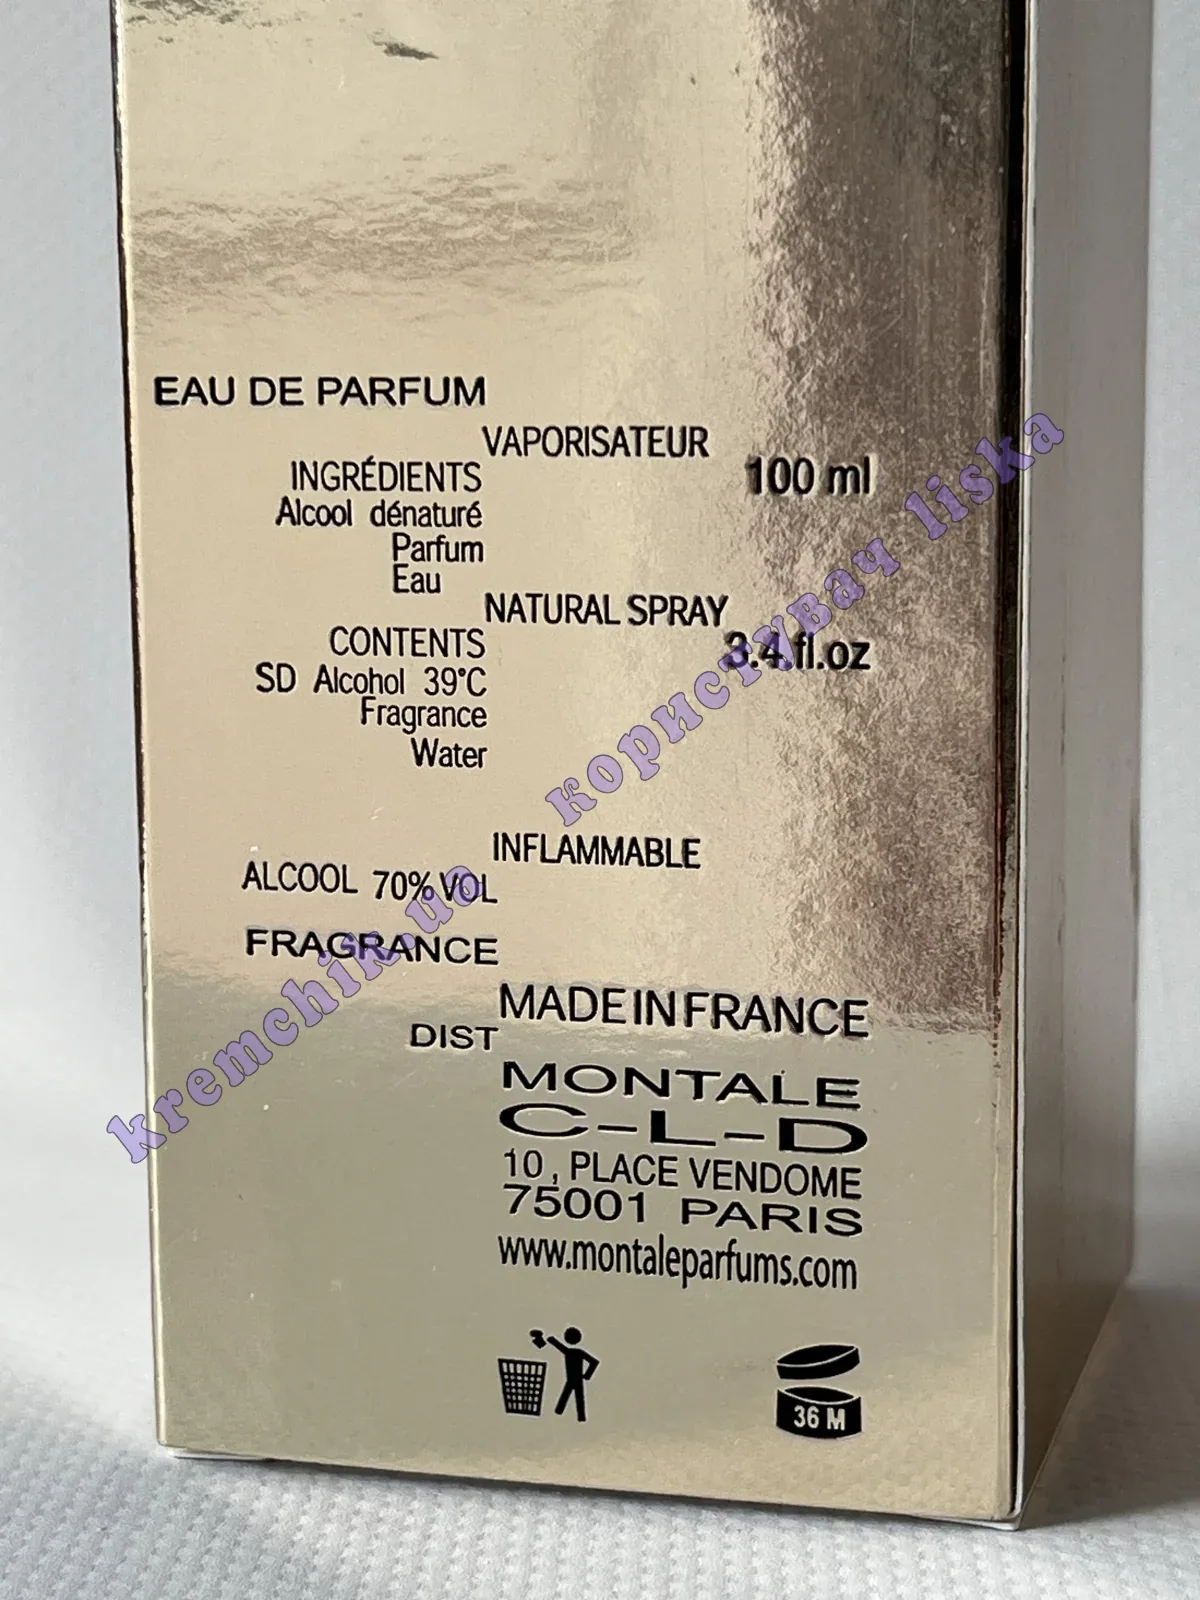 EAU DE PARFUM
VAPORISATEUR
100 ml
INGRÉDIENTS
Alcool dénaturé
Parfum
Eau
NATURAL SPRAY
3.4.fl.oz
CONTENTS
SD Alcohol 39°C
Fragrance
Water
INFLAMMABLE
ALCOOL 70% VOL
FRAGRANCE
MADE IN FRANCE
DIST
MONTALE
C-L-D
10, PLACE VENDOME
75001 PARIS
www.montaleparfums.com
36 M
kremchik.ua користувач liska